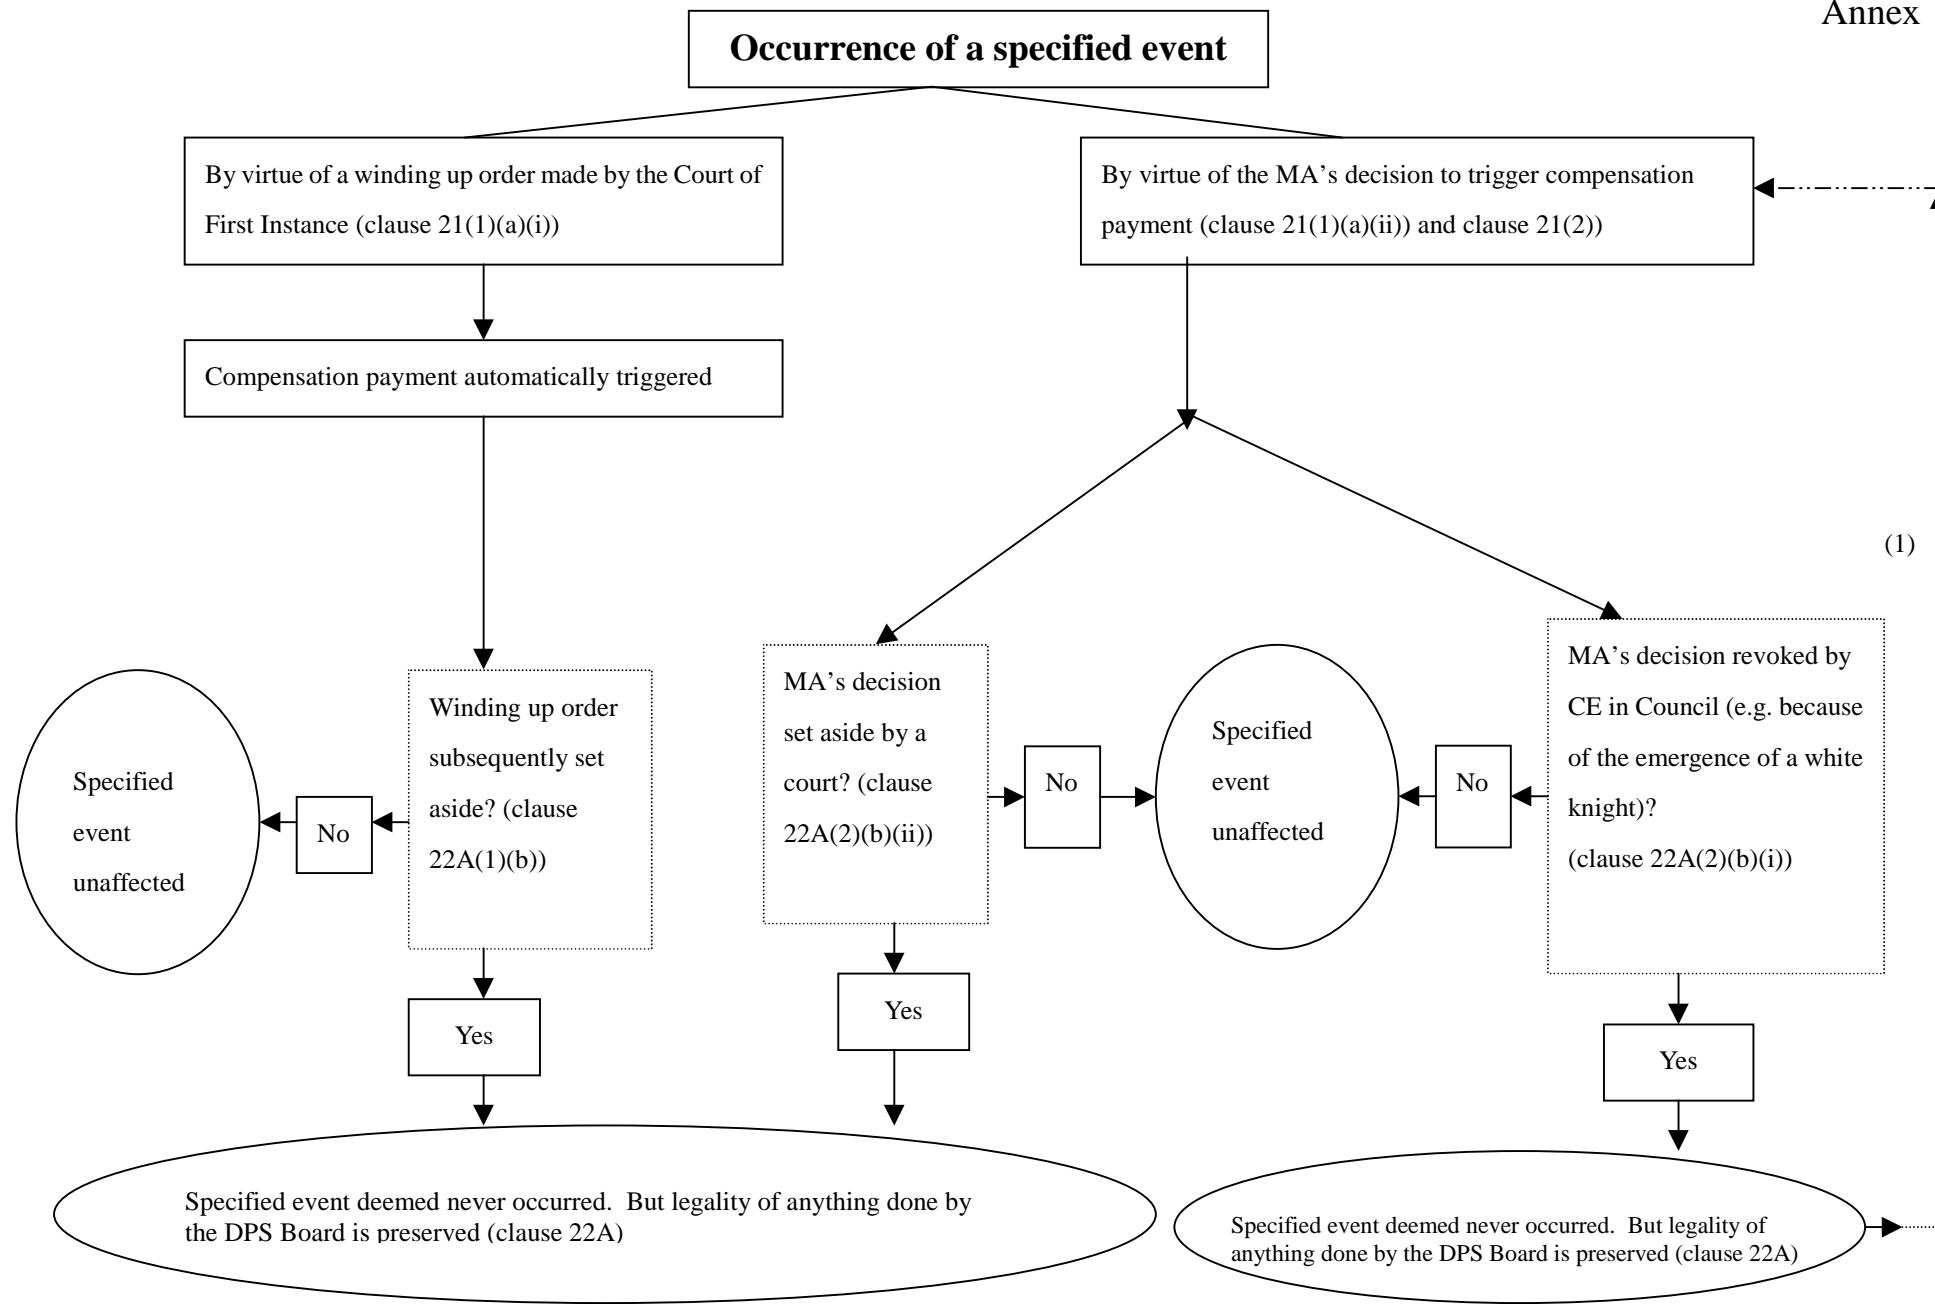 Annex
Occurrence of a specified event
By virtue of a winding up order made by the Court of
First Instance (clause 21(1)(a)(i))
By virtue of the MA’s decision to trigger compensation
payment (clause 21(1)(a)(ii)) and clause 21(2))
Compensation payment automatically triggered
(1)
Specified
event
unaffected
No
Winding up order
subsequently set
aside? (clause
22A(1)(b))
MA’s decision
set aside by a
court? (clause
22A(2)(b)(ii))
No
Specified
event
unaffected
No
MA’s decision revoked by
CE in Council (e.g. because
of the emergence of a white
knight)?
(clause 22A(2)(b)(i))
Yes
Yes
Yes
Specified event deemed never occurred.  But legality of anything done by
the DPS Board is preserved (clause 22A)
Specified event deemed never occurred.  But legality of
anything done by the DPS Board is preserved (clause 22A)